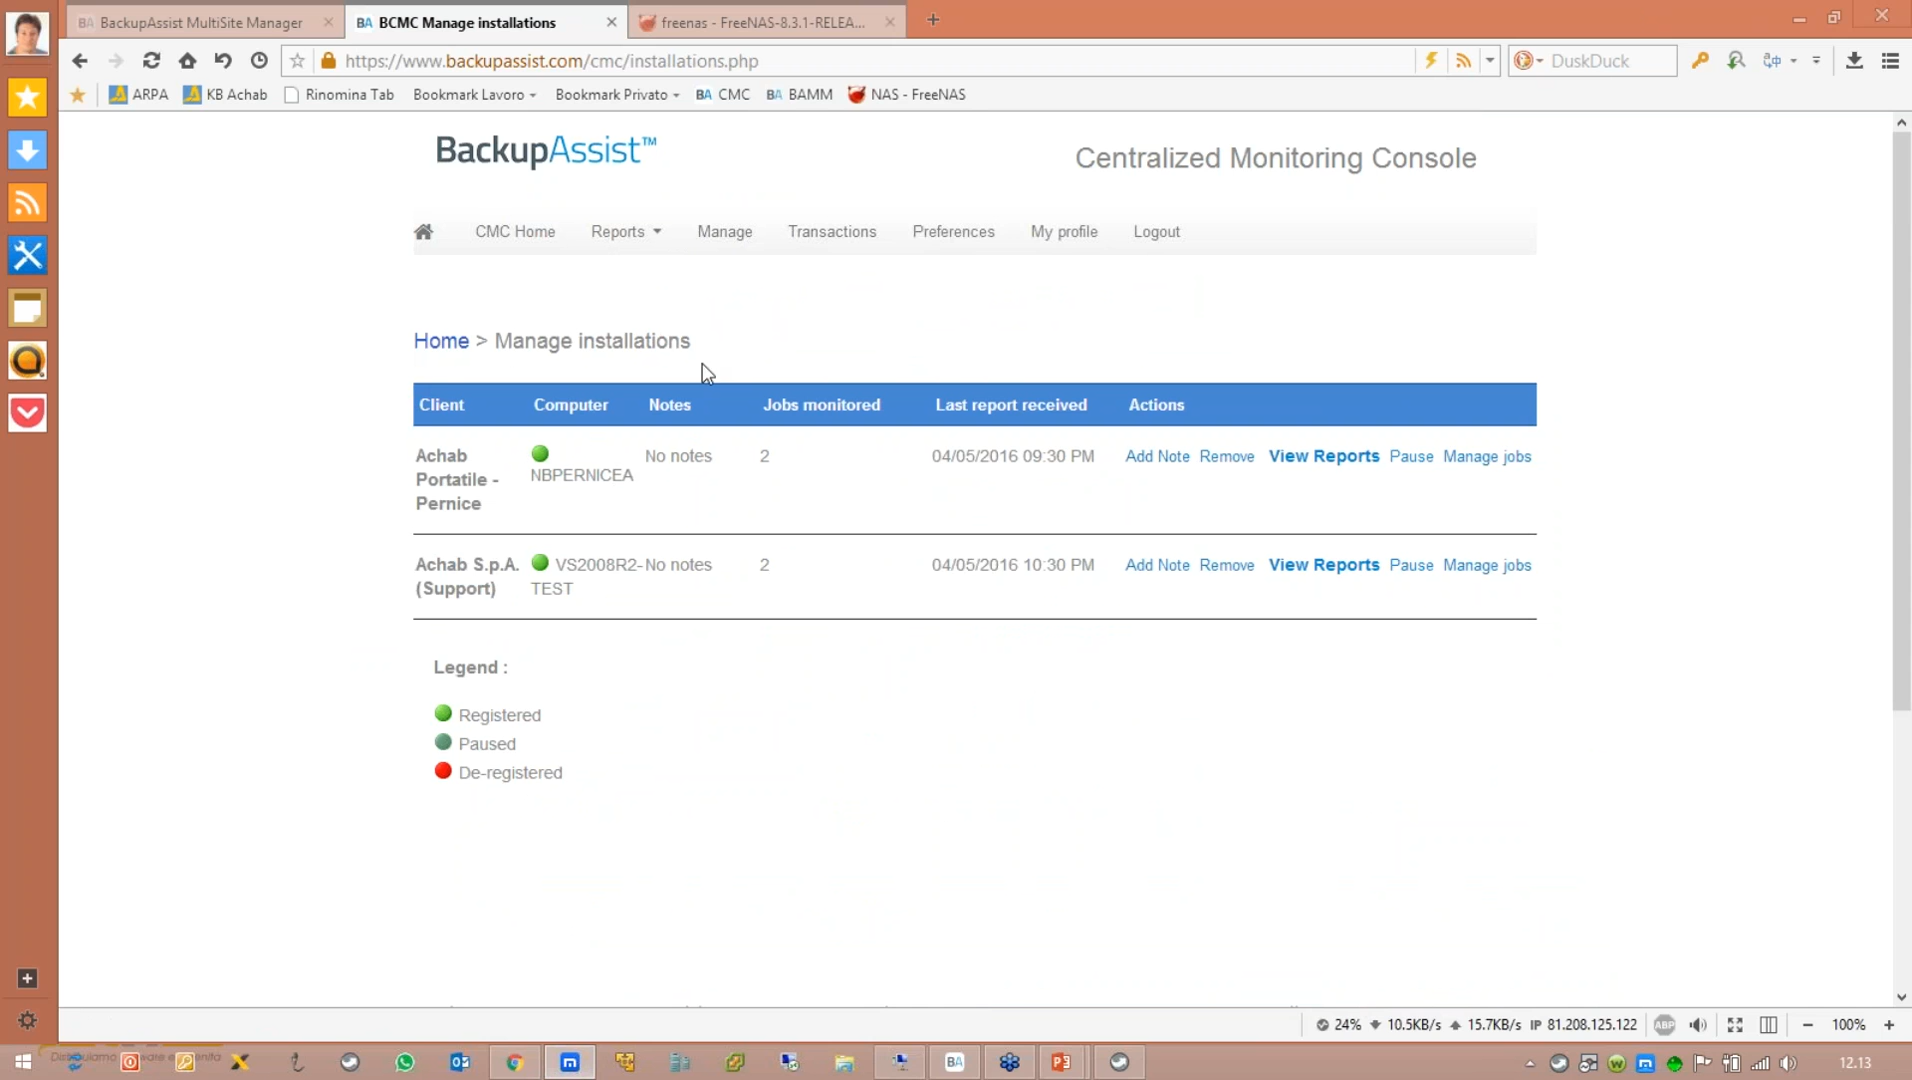 BackupAssist MultiSite Manager
BCMC Manage installations
freenas - FreeNAS-8.3.1-RELEA...
https://www.backupassist.com/cmc/installations.php
DuskDuck
ARPA KB Achab Rinomina Tab Bookmark Lavoro Bookmark Privato BA CMC BA BAMM NAS - FreeNAS
BackupAssist™
Centralized Monitoring Console
CMC Home Reports Manage Transactions Preferences My profile Logout
Home > Manage installations
Client Computer Notes Jobs monitored Last report received Actions
Achab Portatile - Pernice NBPERNICEA No notes 2 04/05/2016 09:30 PM Add Note Remove View Reports Pause Manage jobs
Achab S.p.A. (Support) VS2008R2-TEST No notes 2 04/05/2016 10:30 PM Add Note Remove View Reports Pause Manage jobs
Legend :
Registered
Paused
De-registered
24% 10.5KB/s 15.7KB/s IP 81.208.125.122 ABP 100%
12.13